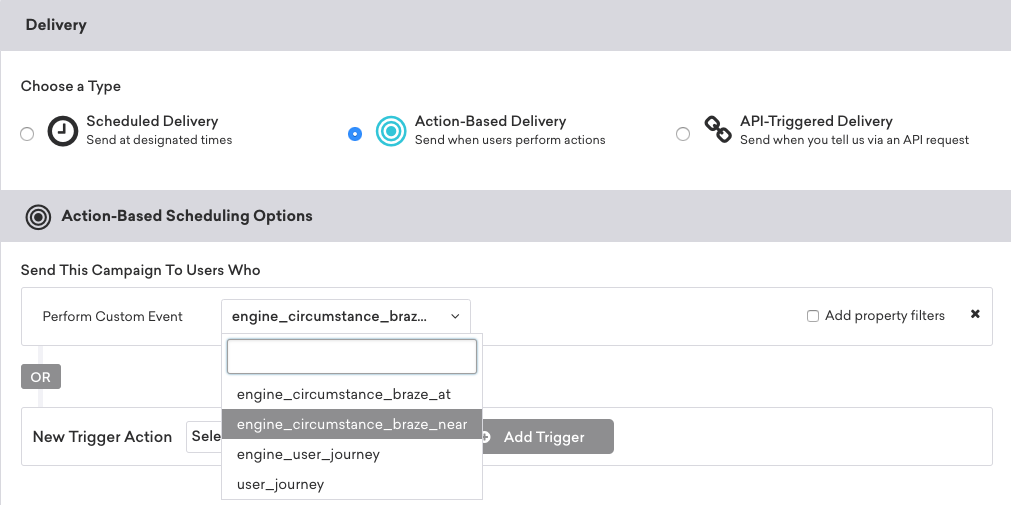 Delivery
Choose a Type
Scheduled Delivery
Send at designated times
Action-Based Delivery
Send when users perform actions
API-Triggered Delivery
Send when you tell us via an API request
Action-Based Scheduling Options
Send This Campaign To Users Who
Perform Custom Event
engine_circumstance_braz...
Add property filters
OR
engine_circumstance_braze_at
engine_circumstance_braze_near
engine_user_journey
user_journey
New Trigger Action
Sele
Add Trigger